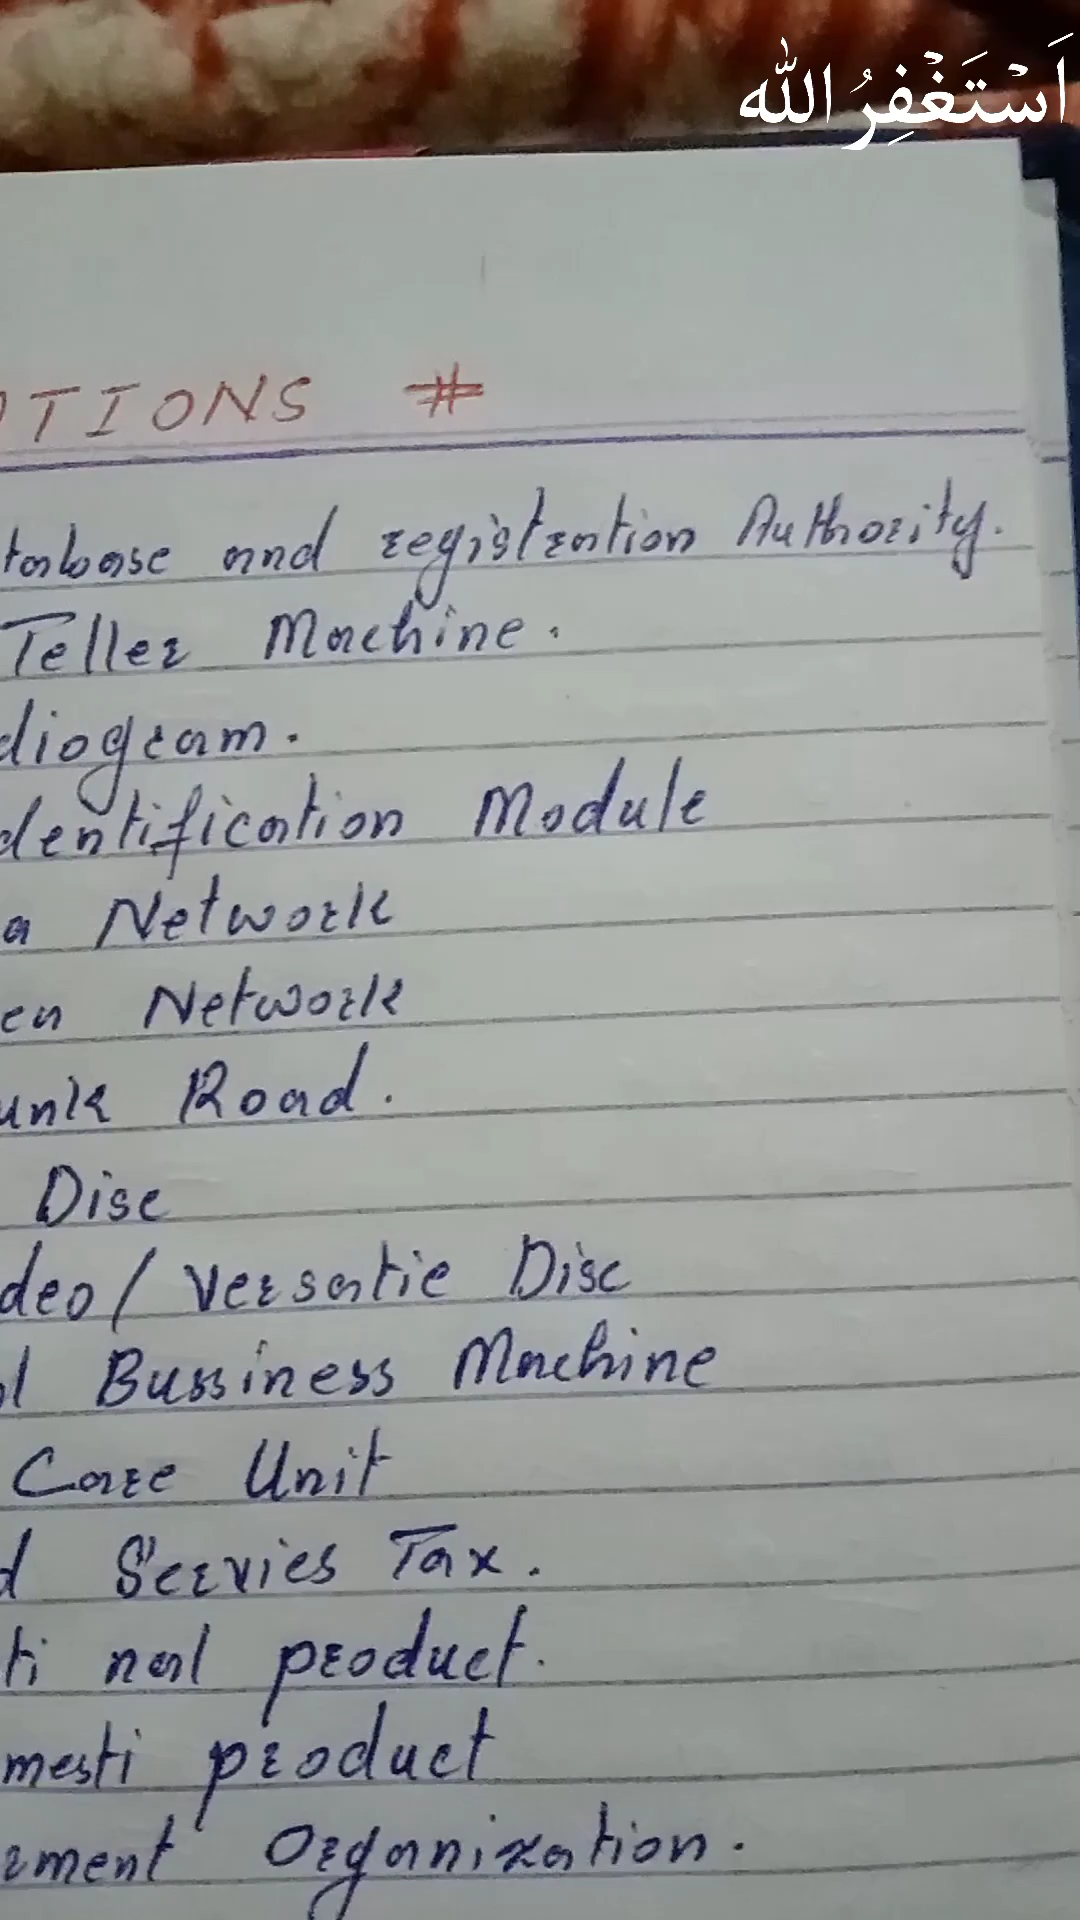 اَسْتَغْفِرُ اللّٰه
TIONS #
tabase and registration Authority.
Teller Machine.
diogram.
dentification Module
a Network
en Network
unk Road.
Disc
deo / Versatie Disc
l Bussiness Machine
Care Unit
d Servies Tax.
ti nal product.
mesti product
rment Organization.